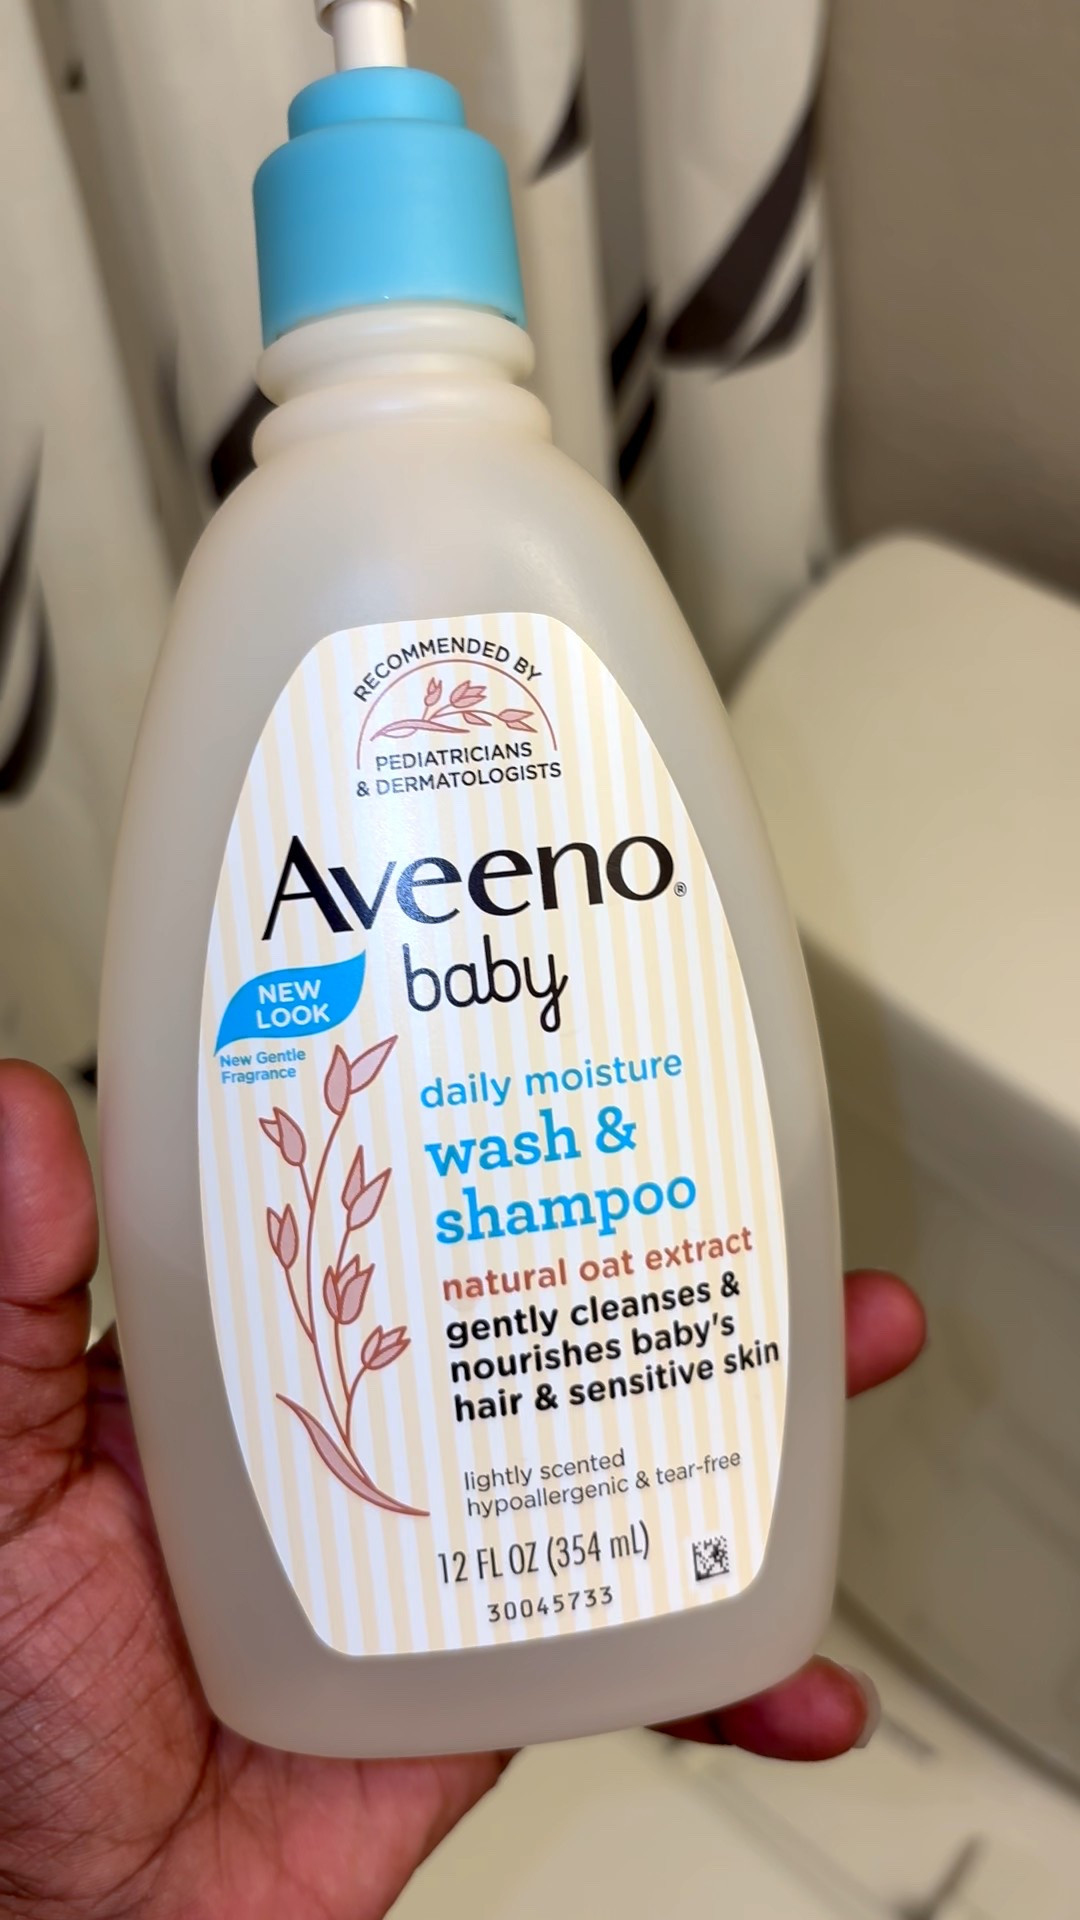 RECOMMENDED BY
PEDIATRICIANS
& DERMATOLOGISTS
Aveeno®
baby
NEW
LOOK
New Gentle
Fragrance
daily moisture
wash &
shampoo
natural oat extract
gently cleanses &
nourishes baby's
hair & sensitive skin
lightly scented
hypoallergenic & tear-free
12 FL OZ (354 mL)
30045733